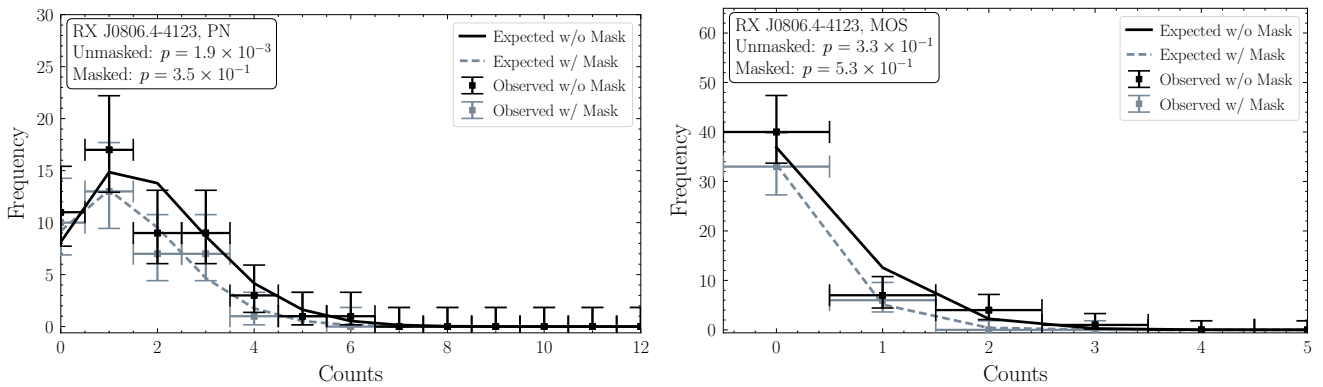 RX J0806.4-4123, PN
Unmasked: p = 1.9 × 10⁻³
Masked: p = 3.5 × 10⁻¹
Expected w/o Mask
Expected w/ Mask
Observed w/o Mask
Observed w/ Mask
Frequency
30
25
20
15
10
5
0
0 2 4 6 8 10 12
Counts
RX J0806.4-4123, MOS
Unmasked: p = 3.3 × 10⁻¹
Masked: p = 5.3 × 10⁻¹
Expected w/o Mask
Expected w/ Mask
Observed w/o Mask
Observed w/ Mask
Frequency
60
50
40
30
20
10
0
0 1 2 3 4 5
Counts